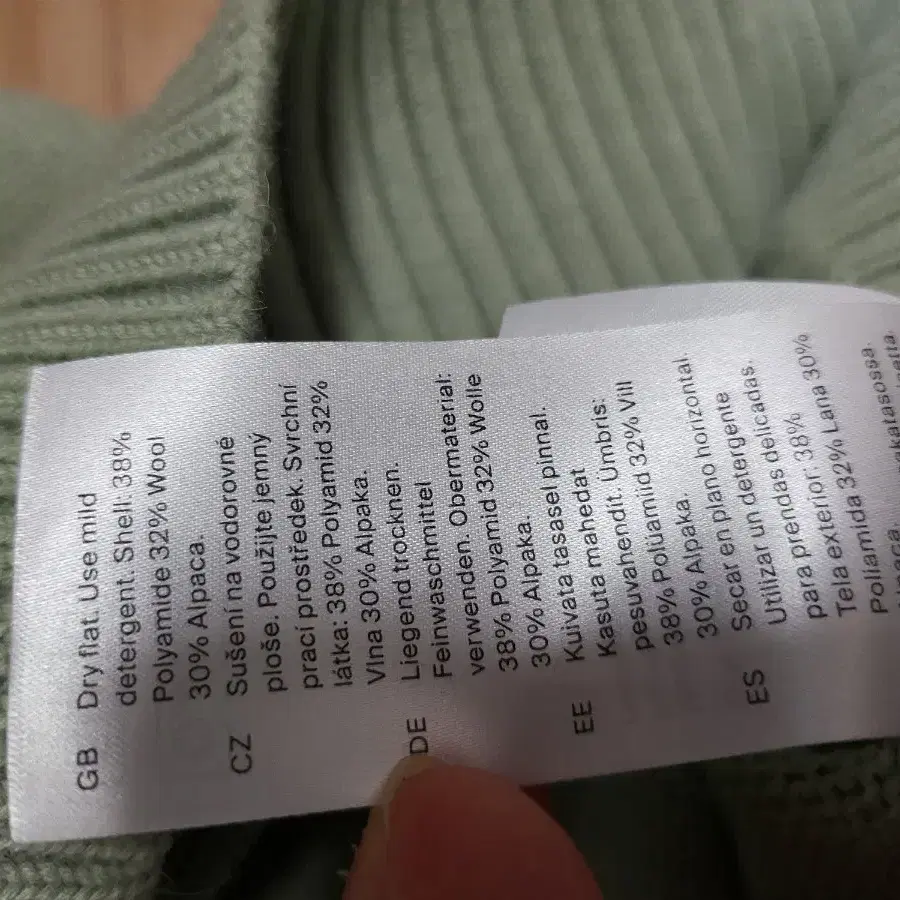 GB Dry flat. Use mild
detergent. Shell: 38%
Polyamide 32% Wool
30% Alpaca.
CZ Sušení na vodorovné
ploše. Použijte jemný
prací prostředek. Svrchní
látka: 38% Polyamid 32%
Vlna 30% Alpaka.
DE Liegend trocknen.
Feinwaschmittel
verwenden. Obermaterial:
38% Polyamid 32% Wolle
30% Alpaka.
EE Kuivata tasasel pinnal.
Kasuta mahedat
pesuvahendit. Ümbris:
38% Poluamiid 32% Vill
30% Alpaka.
ES Secar en plano horizontal.
Utilizar un detergente
para prendas delicadas.
Tela exterior: 38%
Poliamida 32% Lana 30%